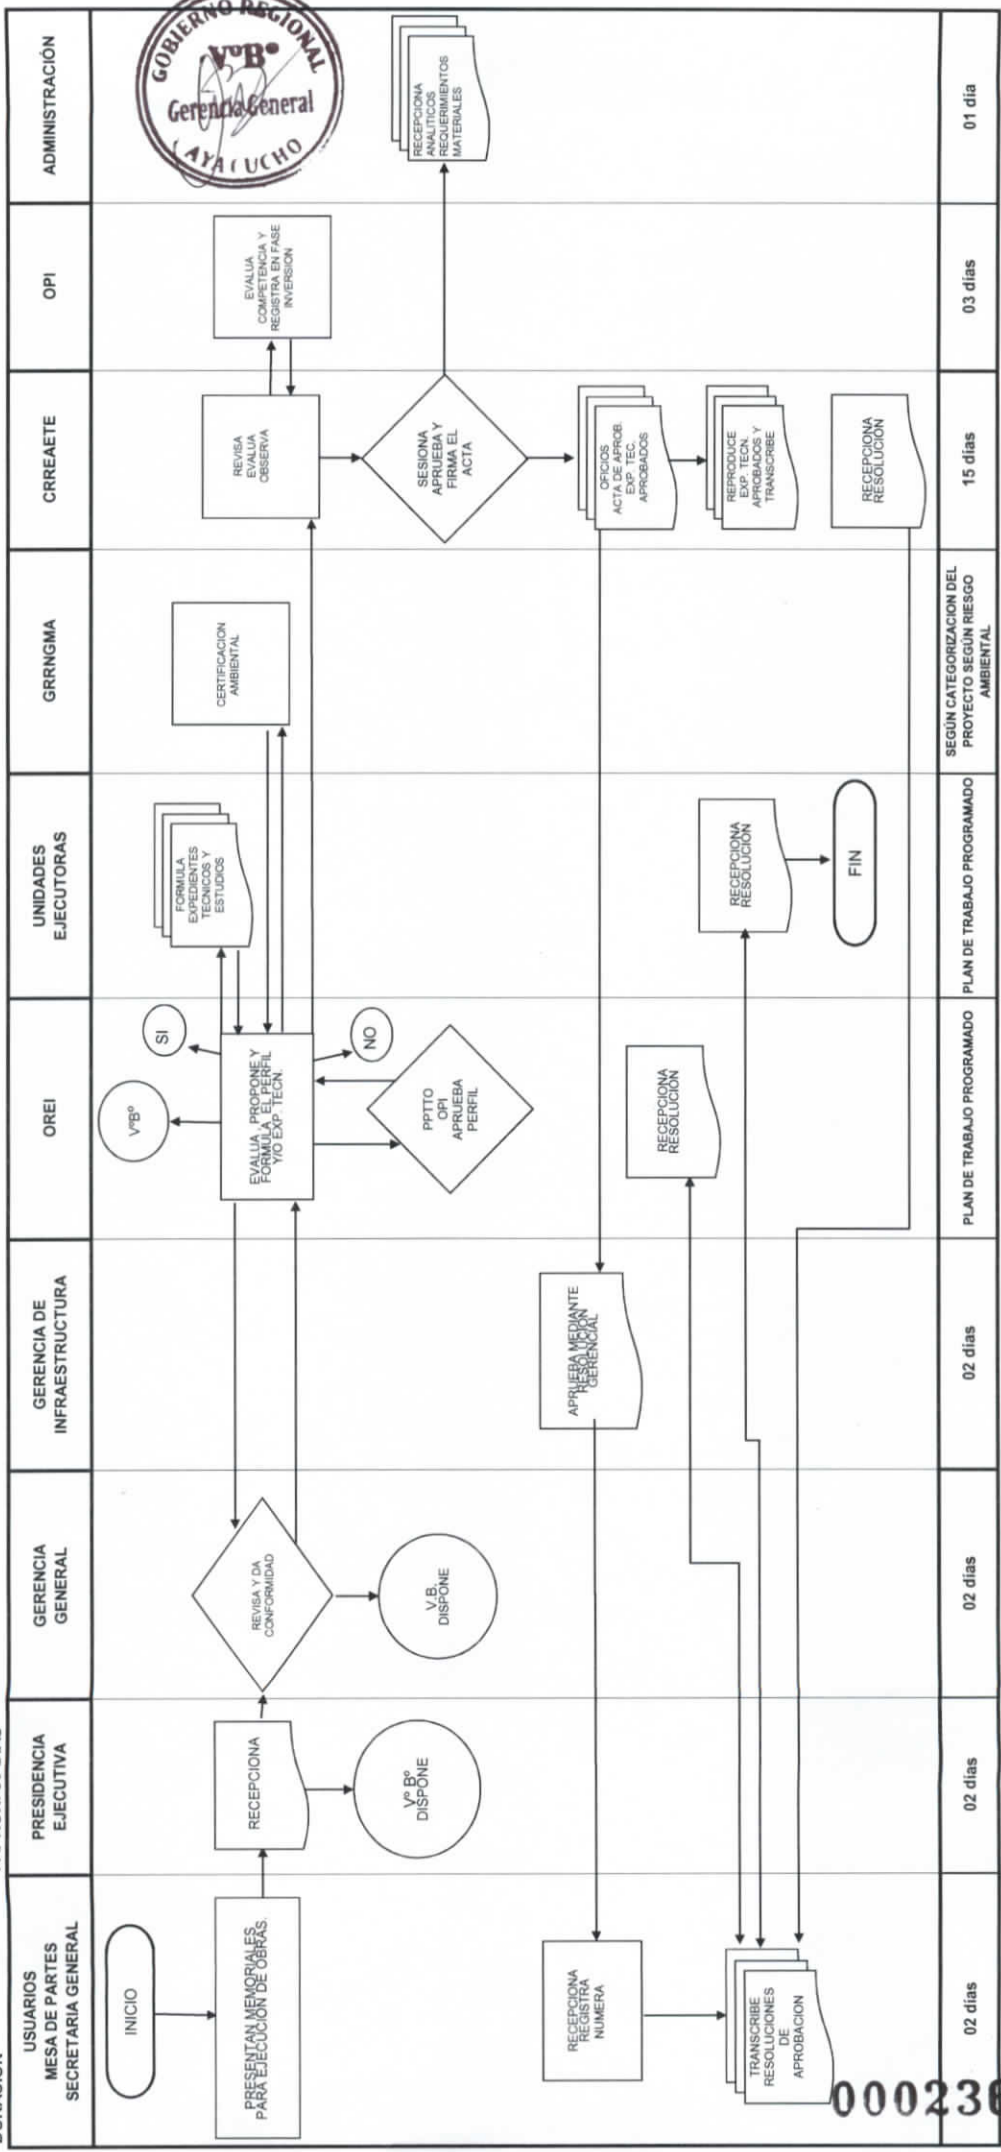 USUARIOS
MESA DE PARTES
SECRETARIA GENERAL
PRESIDENCIA
EJECUTIVA
GERENCIA
GENERAL
GERENCIA DE
INFRAESTRUCTURA
OREI
UNIDADES
EJECUTORAS
GRRNGMA
CRREAETE
OPI
ADMINISTRACIÓN
INICIO
PRESENTAN MEMORIALES
PARA EJECUCIÓN DE OBRAS.
RECEPCIONA
Vº Bº
DISPONE
REVISA Y DA
CONFORMIDAD
V.B.
DISPONE
VºBº
SI
EVALUA , PROPONE Y
FORMULA EL PERFIL
Y/O EXP. TECN.
NO
PPTTO
OPI
APRUEBA
PERFIL
FORMULA
EXPEDIENTES
TECNICOS Y
ESTUDIOS
CERTIFICACION
AMBIENTAL
REVISA
EVALUA
OBSERVA
EVALUA
COMPETENCIA Y
REGISTRA EN FASE
INVERSION
GOBIERNO REGIONAL
VºBº
Gerencia General
AYACUCHO
SESIONA
APRUEBA Y
FIRMA EL
ACTA
RECEPCIONA
ANALITICOS
REQUERIMIENTOS
MATERIALES
OFICIOS
ACTA DE APROB.
EXP. TEC.
APROBADOS
REPRODUCE
EXP. TECN.
APROBADOS Y
TRANSCRIBE
APRUEBA MEDIANTE
RESOLUCION
GERENCIAL
RECEPCIONA
REGISTRA
NUMERA
TRANSCRIBE
RESOLUCIONES
DE
APROBACION
RECEPCIONA
RESOLUCIÓN
RECEPCIONA
RESOLUCIÓN
FIN
RECEPCIONA
RESOLUCIÓN
02 días
02 días
02 días
02 días
PLAN DE TRABAJO PROGRAMADO
PLAN DE TRABAJO PROGRAMADO
SEGÚN CATEGORIZACION DEL
PROYECTO SEGÚN RIESGO
AMBIENTAL
15 días
03 días
01 día